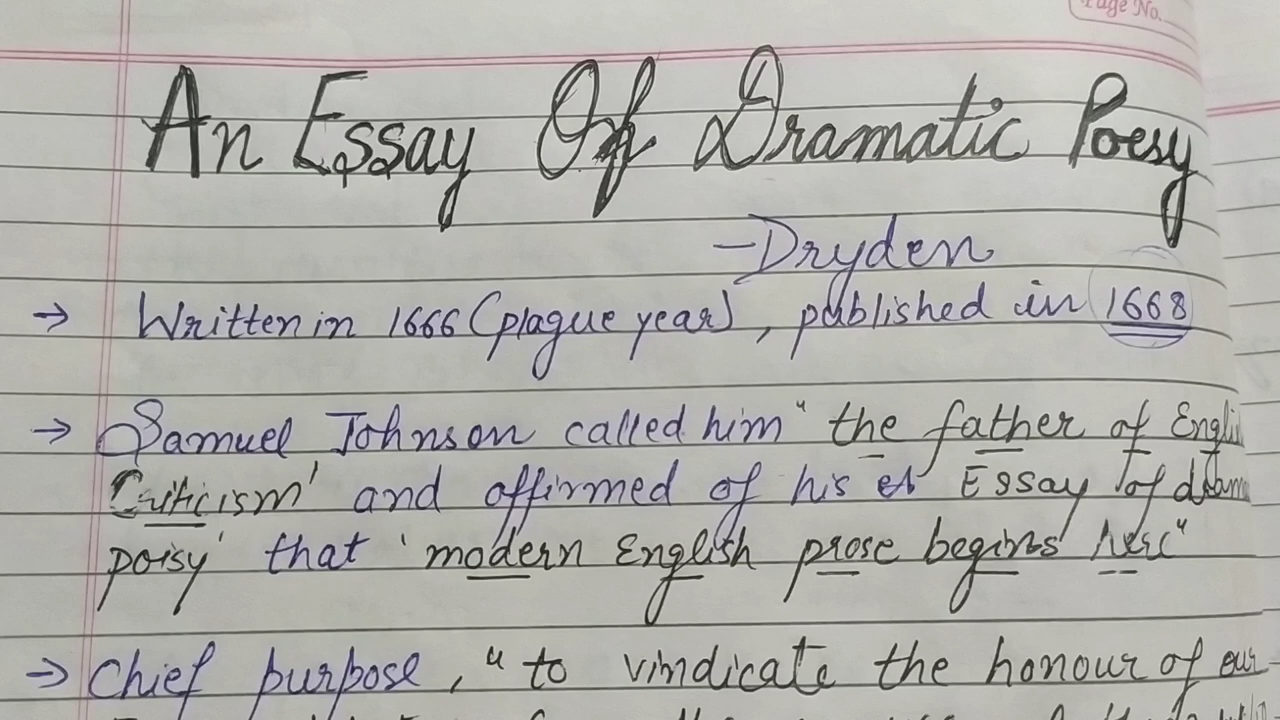 Page No.
An Essay Of Dramatic Poesy
-Dryden
→ Written in 1666 (plague year), published in 1668
→ Samuel Johnson called him " the father of Engli
Criticism' and affirmed of his Essay of dram
poisy' that 'modern English prose begins here"
→ Chief purpose, "to vindicate the honour of our